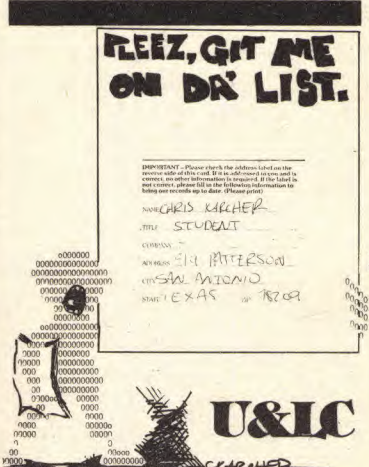 PLEEZ, GIT ME
ON DA' LIST.
IMPORTANT – Please check the address label on the
reverse side of this card. If it is addressed to you and is
correct, no other information is required. If the label is
not correct, please fill in the following information to
bring our records up to date. (Please print)
NAME CHRIS KARCHER
TITLE STUDENT
COMPANY –
ADDRESS PATTERSON
CITY SAN ANTONIO
STATE TEXAS ZIP 78209
U&LC
CKARCHER